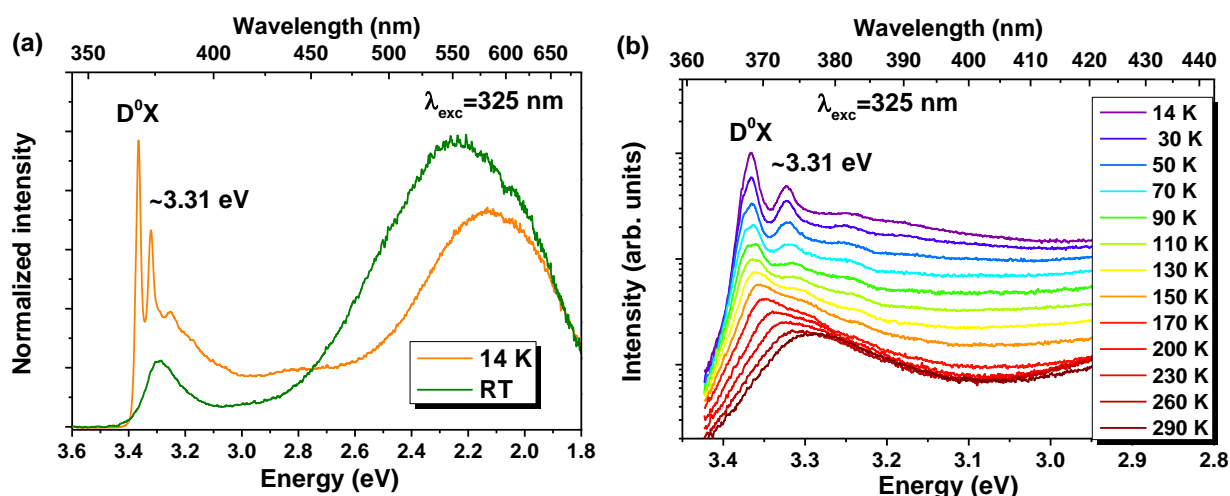 (a)
Wavelength (nm)
350 400 450 500 550 600 650
Normalized intensity
D⁰X
~3.31 eV
λexc=325 nm
14 K
RT
3.6 3.4 3.2 3.0 2.8 2.6 2.4 2.2 2.0 1.8
Energy (eV)
(b)
Wavelength (nm)
360 370 380 390 400 410 420 430 440
Intensity (arb. units)
D⁰X
~3.31 eV
λexc=325 nm
14 K
30 K
50 K
70 K
90 K
110 K
130 K
150 K
170 K
200 K
230 K
260 K
290 K
3.4 3.3 3.2 3.1 3.0 2.9 2.8
Energy (eV)